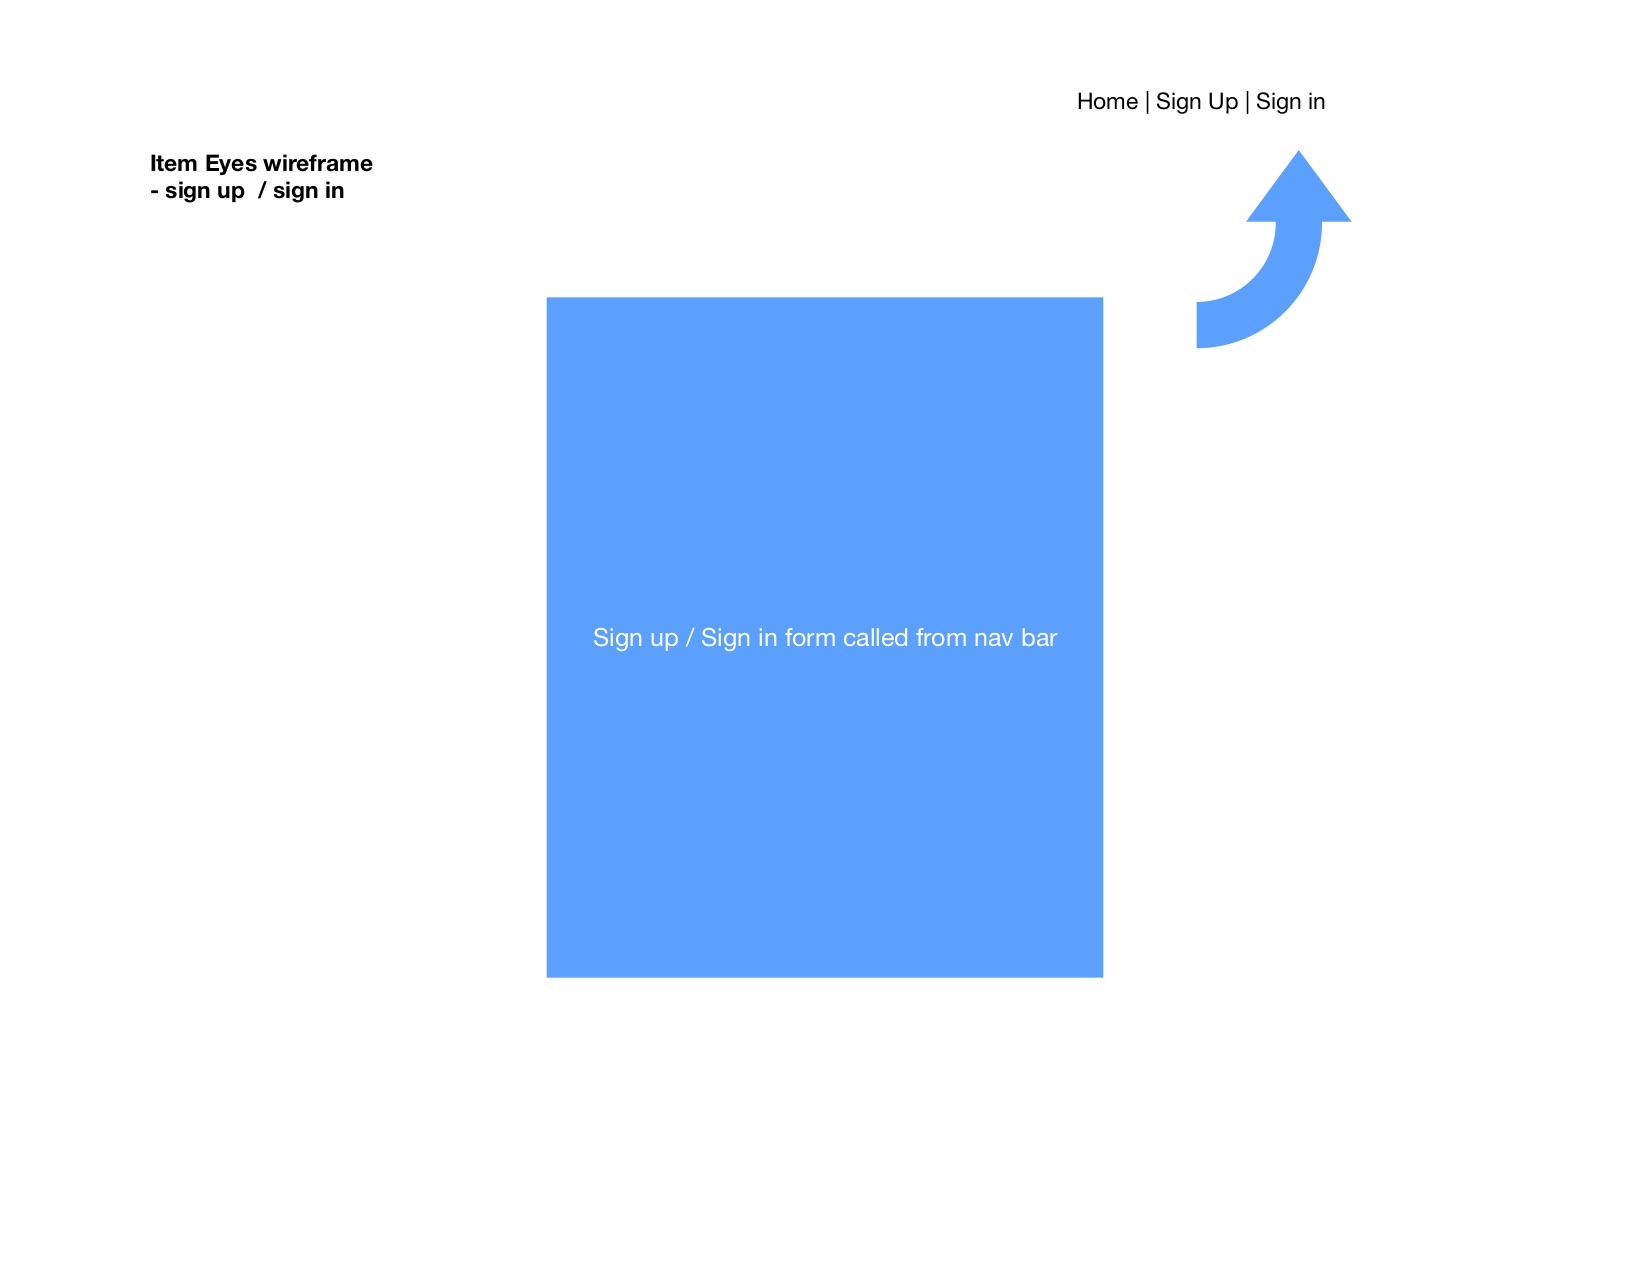 Home | Sign Up | Sign in
Item Eyes wireframe
- sign up  / sign in
Sign up / Sign in form called from nav bar